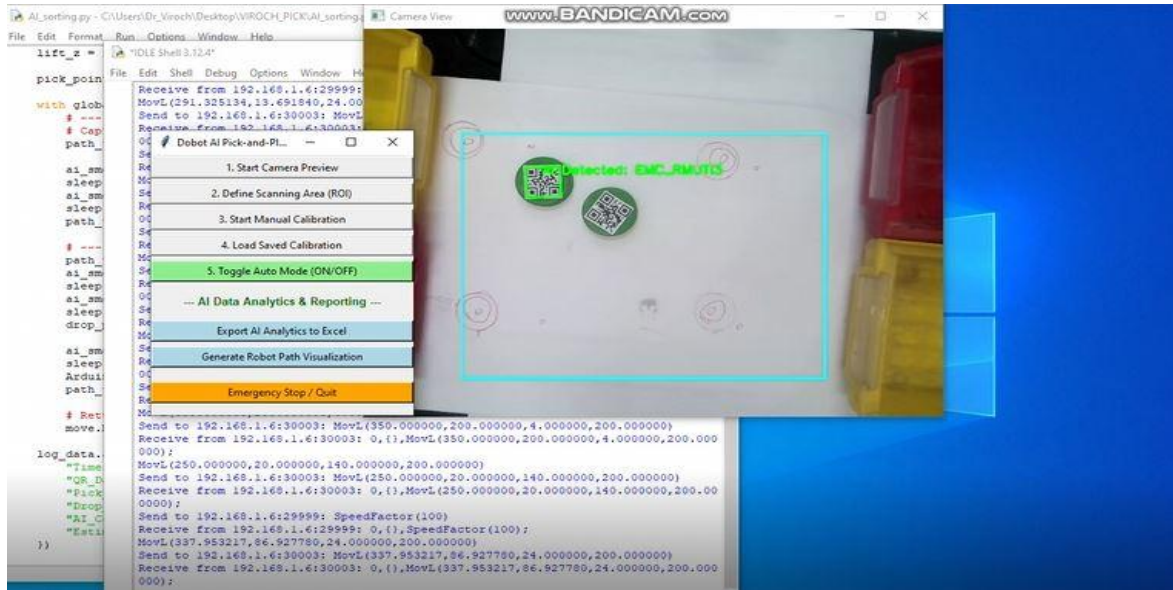 AI_sorting.py - C:\Users\Dr_Viroch\Desktop\VIROCH_PICK\AI_sorting.
File Edit Format Run Options Window Help
lift_z =
pick_poin
with glob
# ---
# Cap
path_
ai_sm
sleep
ai_sm
sleep
path_
# ---
path_
ai_sm
sleep
ai_sm
sleep
drop_
ai_sm
sleep
Ardui
path_
# Ret
move.
log_data.
"Time
"QR_D
"Pick
"Drop
"AI_C
"Esti
})
*IDLE Shell 3.12.4*
File Edit Shell Debug Options Window
Receive from 192.168.1.6:29999:
MovL(291.325134,13.691840,24.00
Send to 192.168.1.6:30003: MovL
Receive from 192.168.1.6:30003:
Dobot AI Pick-and-Pl...
1. Start Camera Preview
2. Define Scanning Area (ROI)
3. Start Manual Calibration
4. Load Saved Calibration
5. Toggle Auto Mode (ON/OFF)
--- AI Data Analytics & Reporting ---
Export AI Analytics to Excel
Generate Robot Path Visualization
Emergency Stop / Quit
Send to 192.168.1.6:30003: MovL(350.000000,200.000000,4.000000,200.000000)
Receive from 192.168.1.6:30003: 0,{},MovL(350.000000,200.000000,4.000000,200.000
000);
MovL(250.000000,20.000000,140.000000,200.000000)
Send to 192.168.1.6:30003: MovL(250.000000,20.000000,140.000000,200.000000)
Receive from 192.168.1.6:30003: 0,{},MovL(250.000000,20.000000,140.000000,200.00
0000);
Send to 192.168.1.6:29999: SpeedFactor(100)
Receive from 192.168.1.6:29999: 0,{},SpeedFactor(100);
MovL(337.953217,86.927780,24.000000,200.000000)
Send to 192.168.1.6:30003: MovL(337.953217,86.927780,24.000000,200.000000)
Receive from 192.168.1.6:30003: 0,{},MovL(337.953217,86.927780,24.000000,200.000
000);
Camera View
www.BANDICAM.com
Detected: EMC_RMUTI3